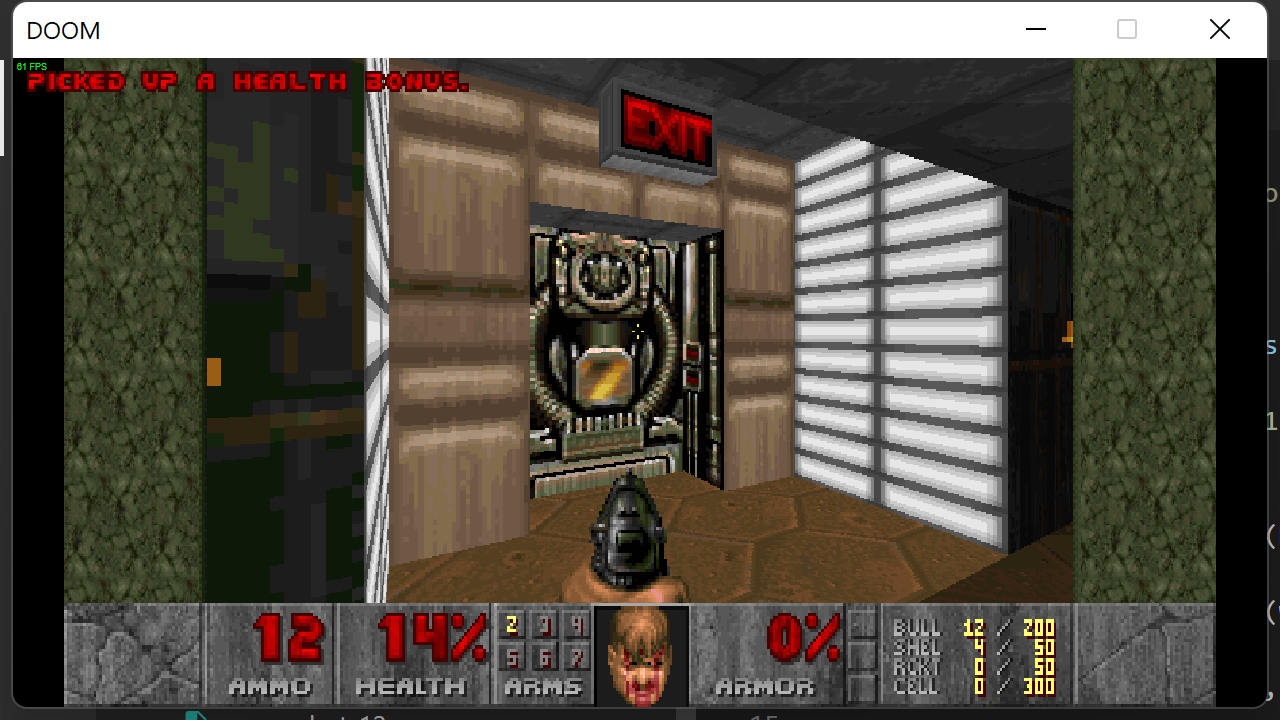 DOOM
61 FPS
PICKED UP A HEALTH BONUS.
EXIT
12 14% 2 3 4 0% BULL 12 / 200
SHEL 4 / 50
5 6 7 RCKT 0 / 50
AMMO HEALTH ARMS ARMOR CELL 0 / 300